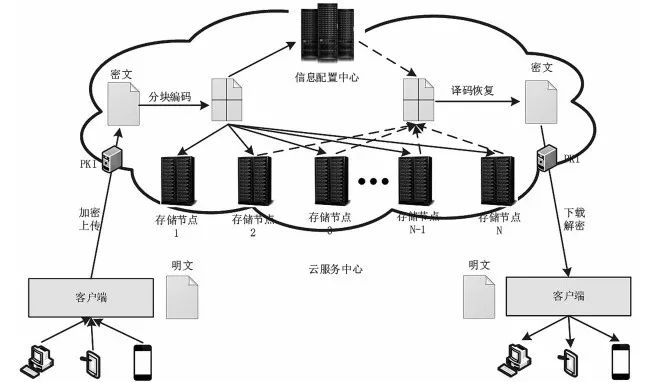 信息配置中心
密文
分块编码
译码恢复
密文
PKI
PKI
存储节点
1
存储节点
2
存储节点
3
存储节点
N-1
存储节点
N
加密
上传
下载
解密
云服务中心
明文
客户端
明文
客户端